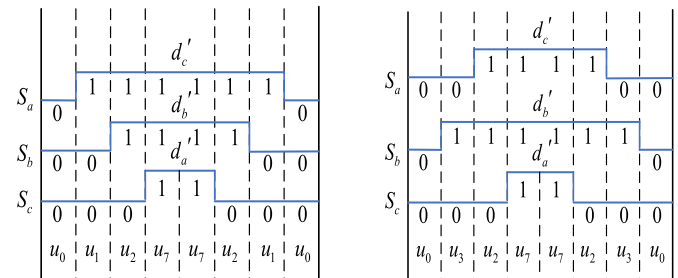 d_c'
S_a 0 1 1 1 1 1 1 0
d_b'
S_b 0 0 1 1 1 1 0 0
d_a'
S_c 0 0 0 1 1 0 0 0
u_0 u_1 u_2 u_7 u_7 u_2 u_1 u_0
d_c'
S_a 0 0 1 1 1 1 0 0
d_b'
S_b 0 1 1 1 1 1 1 0
d_a'
S_c 0 0 0 1 1 0 0 0
u_0 u_3 u_2 u_7 u_7 u_2 u_3 u_0